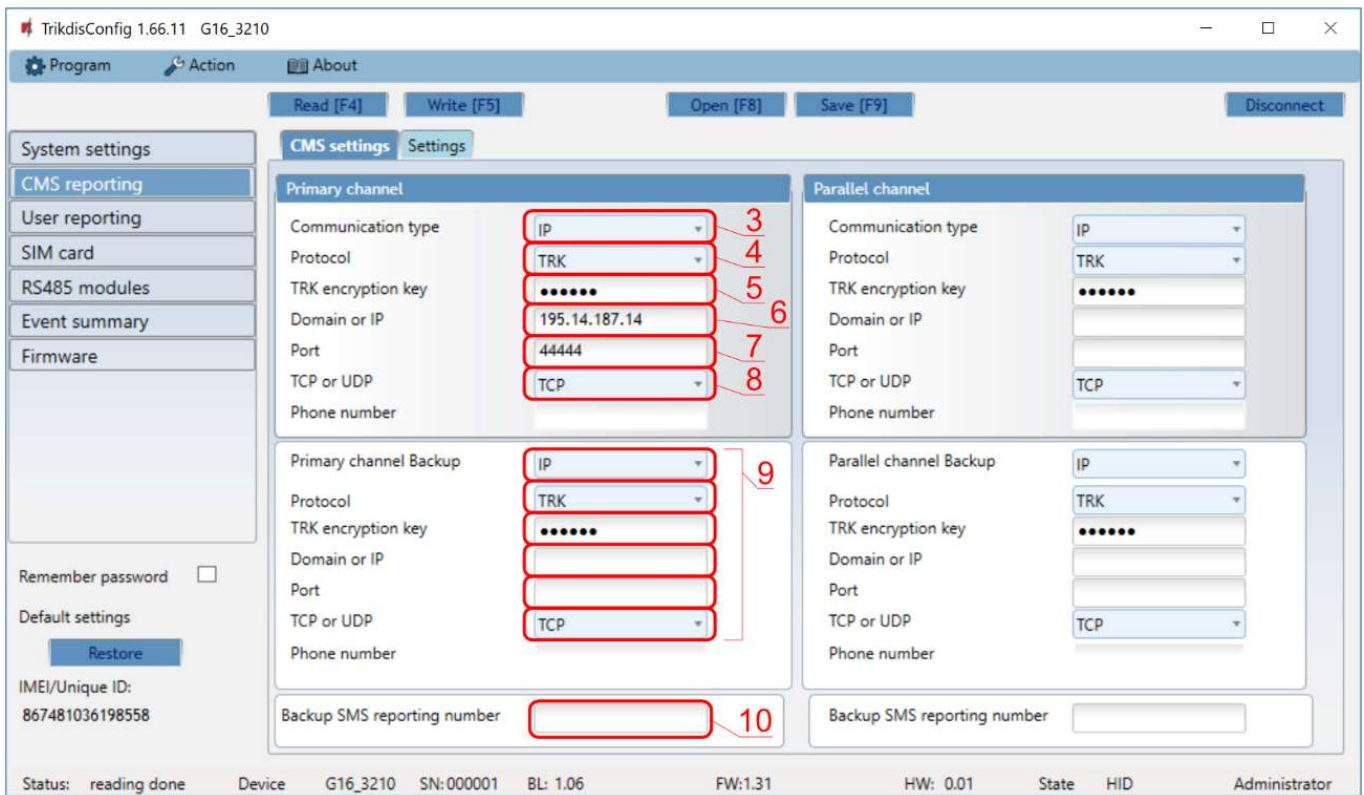 TrikdisConfig 1.66.11 G16_3210
Program Action About
Read [F4] Write [F5] Open [F8] Save [F9] Disconnect
System settings
CMS reporting
User reporting
SIM card
RS485 modules
Event summary
Firmware
Remember password
Default settings
Restore
IMEI/Unique ID:
867481036198558
CMS settings Settings
Primary channel
Communication type IP 3
Protocol TRK 4
TRK encryption key •••••• 5
Domain or IP 195.14.187.14 6
Port 44444 7
TCP or UDP TCP 8
Phone number
Primary channel Backup IP 9
Protocol TRK
TRK encryption key ••••••
Domain or IP
Port
TCP or UDP TCP
Phone number
Backup SMS reporting number 10
Parallel channel
Communication type IP
Protocol TRK
TRK encryption key ••••••
Domain or IP
Port
TCP or UDP TCP
Phone number
Parallel channel Backup IP
Protocol TRK
TRK encryption key ••••••
Domain or IP
Port
TCP or UDP TCP
Phone number
Backup SMS reporting number
Status: reading done Device G16_3210 SN:000001 BL: 1.06 FW:1.31 HW: 0.01 State HID Administrator